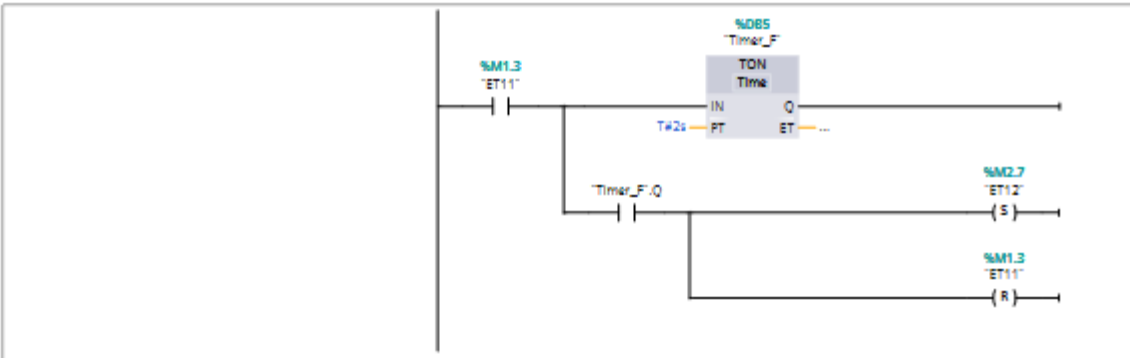 %DB5
"Timer_F"
TON
Time
%M1.3
"ET11"
IN Q
T#2s PT ET ...
"Timer_F".Q
%M2.7
"ET12"
S
%M1.3
"ET11"
R